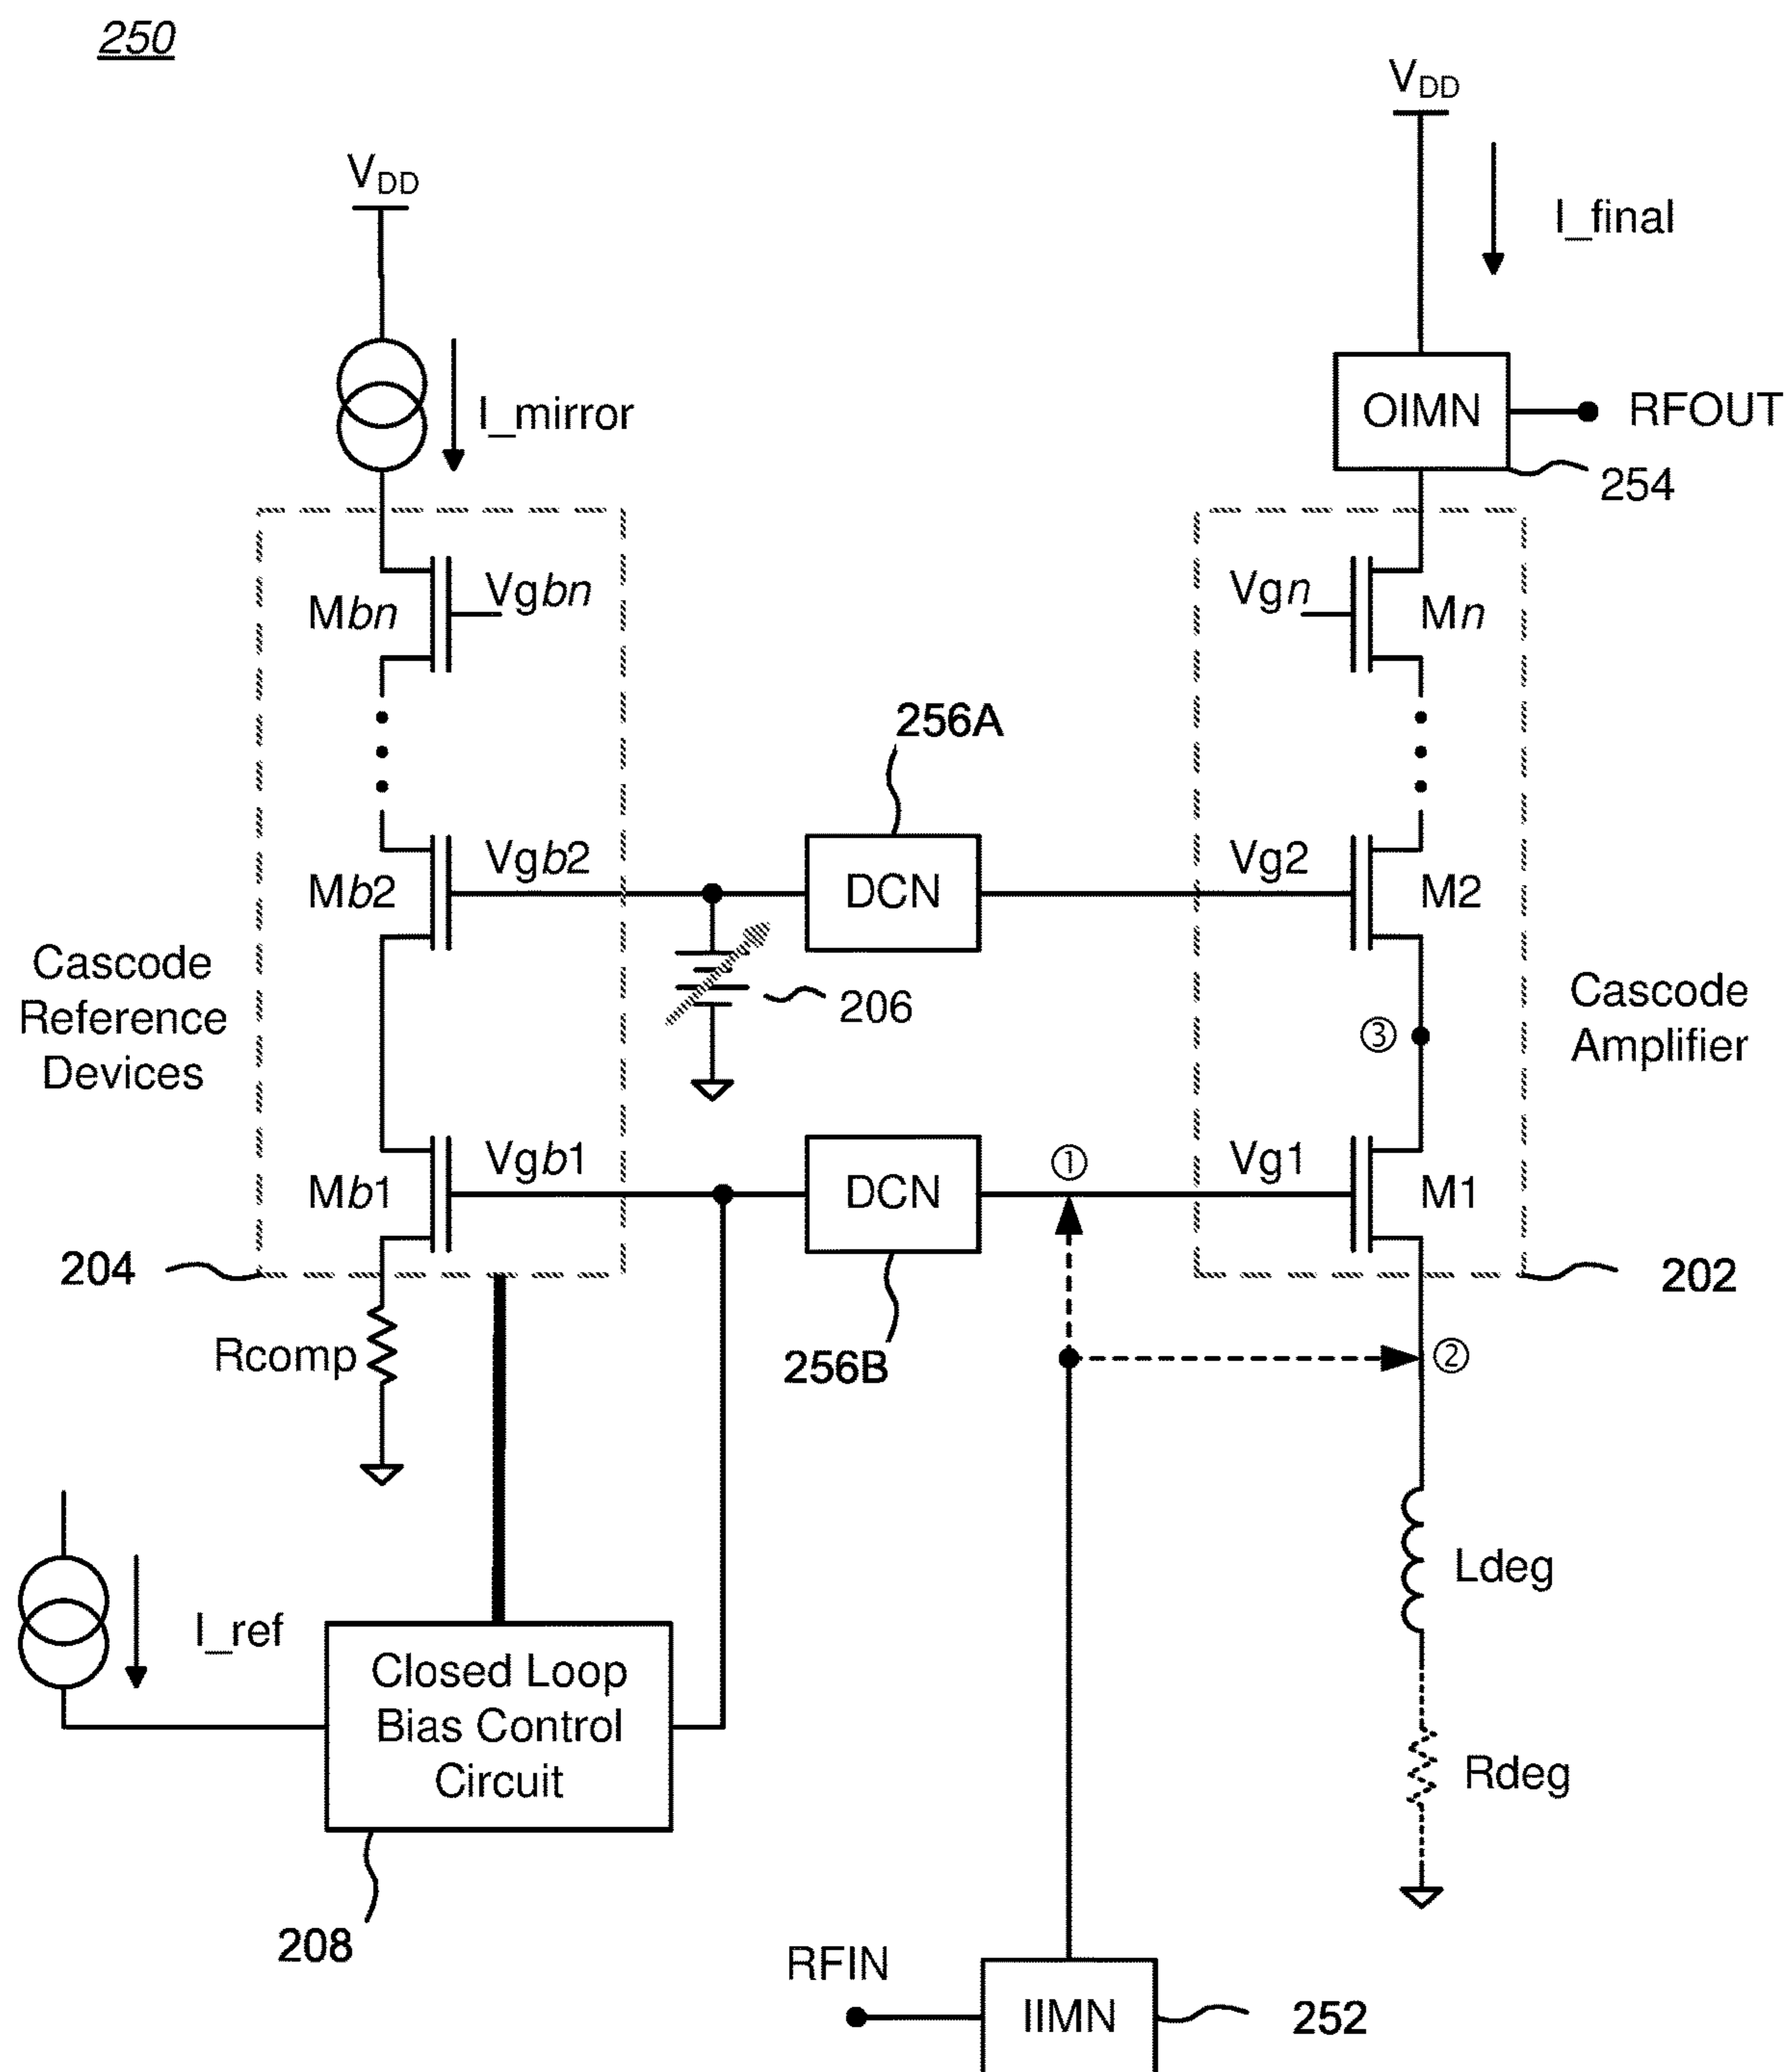 250
VDD
VDD
I_final
I_mirror
OIMN
RFOUT
254
Mbn
Vgbn
Vgn
Mn
256A
Mb2
Vgb2
DCN
Vg2
M2
Cascode
Reference
Devices
206
③
Cascode
Amplifier
Mb1
Vgb1
DCN
①
Vg1
M1
204
202
Rcomp
256B
②
I_ref
Closed Loop
Bias Control
Circuit
Ldeg
Rdeg
208
RFIN
IIMN
252